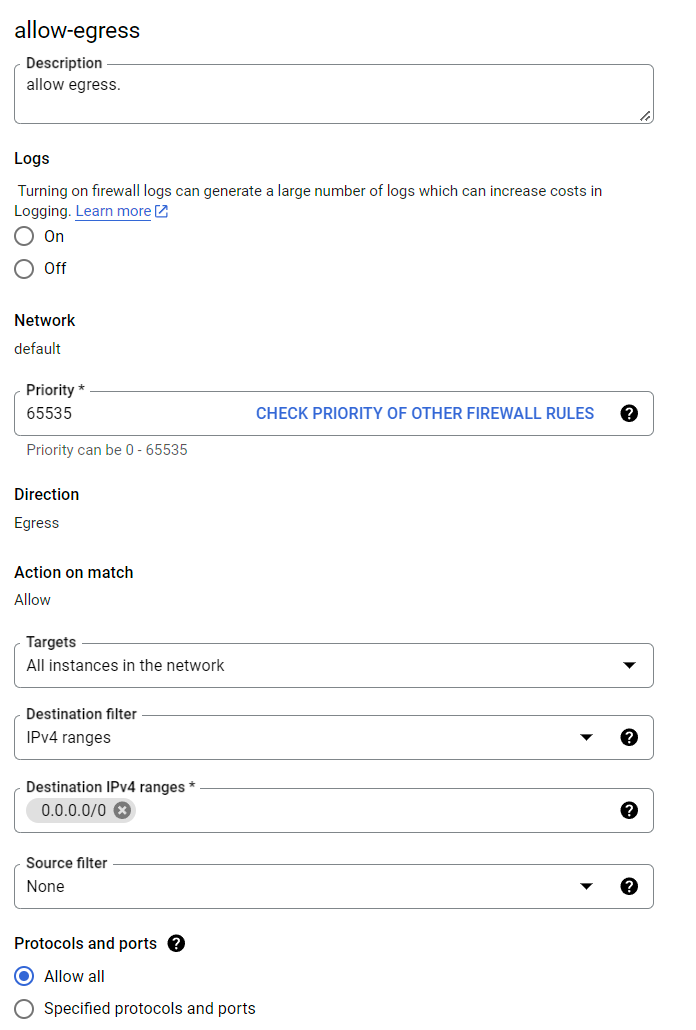 allow-egress
Description
allow egress.
Logs
Turning on firewall logs can generate a large number of logs which can increase costs in
Logging. Learn more
On
Off
Network
default
Priority *
65535 CHECK PRIORITY OF OTHER FIREWALL RULES ?
Priority can be 0 - 65535
Direction
Egress
Action on match
Allow
Targets
All instances in the network
Destination filter
IPv4 ranges ?
Destination IPv4 ranges *
0.0.0.0/0 ?
Source filter
None ?
Protocols and ports ?
Allow all
Specified protocols and ports